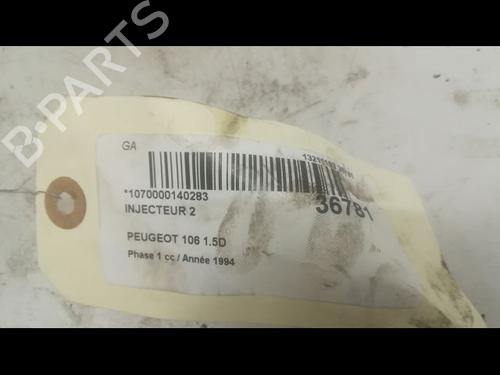 B-PARTS
GA
36781
*1070000140283
INJECTEUR 2
PEUGEOT 106 1.5D
Phase 1 cc / Année 1994